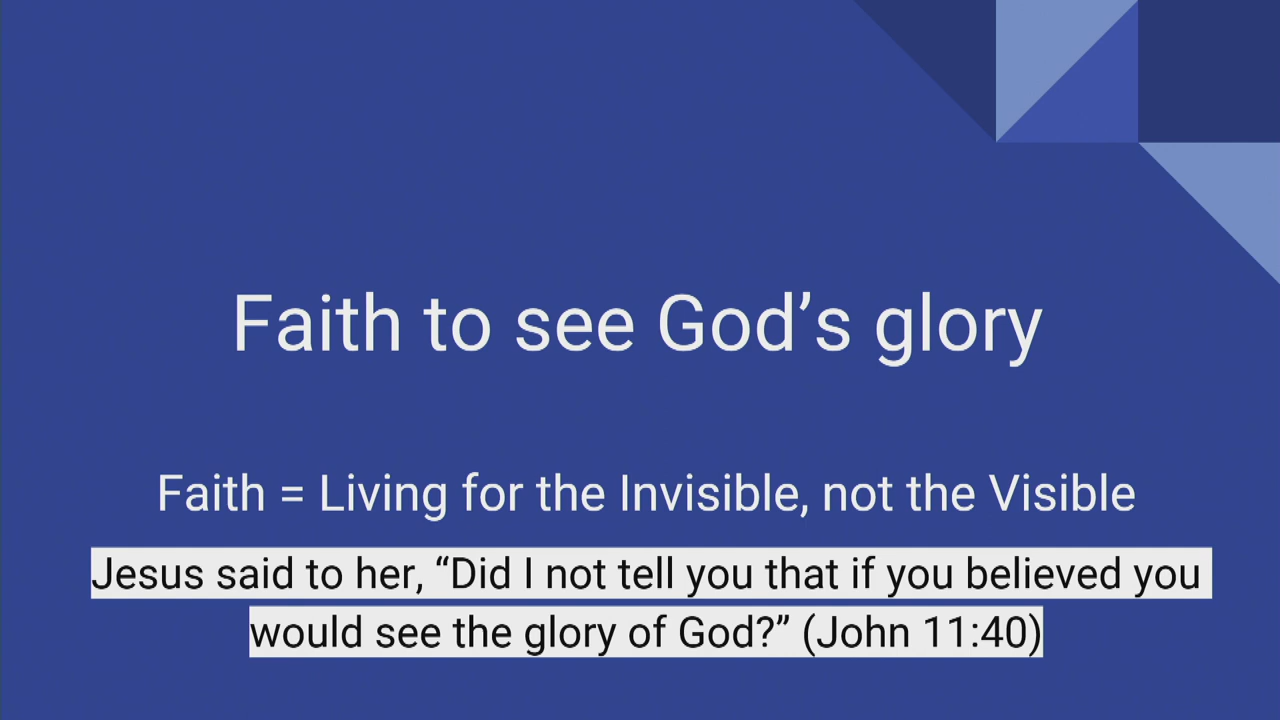 Faith to see God’s glory
Faith = Living for the Invisible, not the Visible
Jesus said to her, “Did I not tell you that if you believed you
would see the glory of God?” (John 11:40)